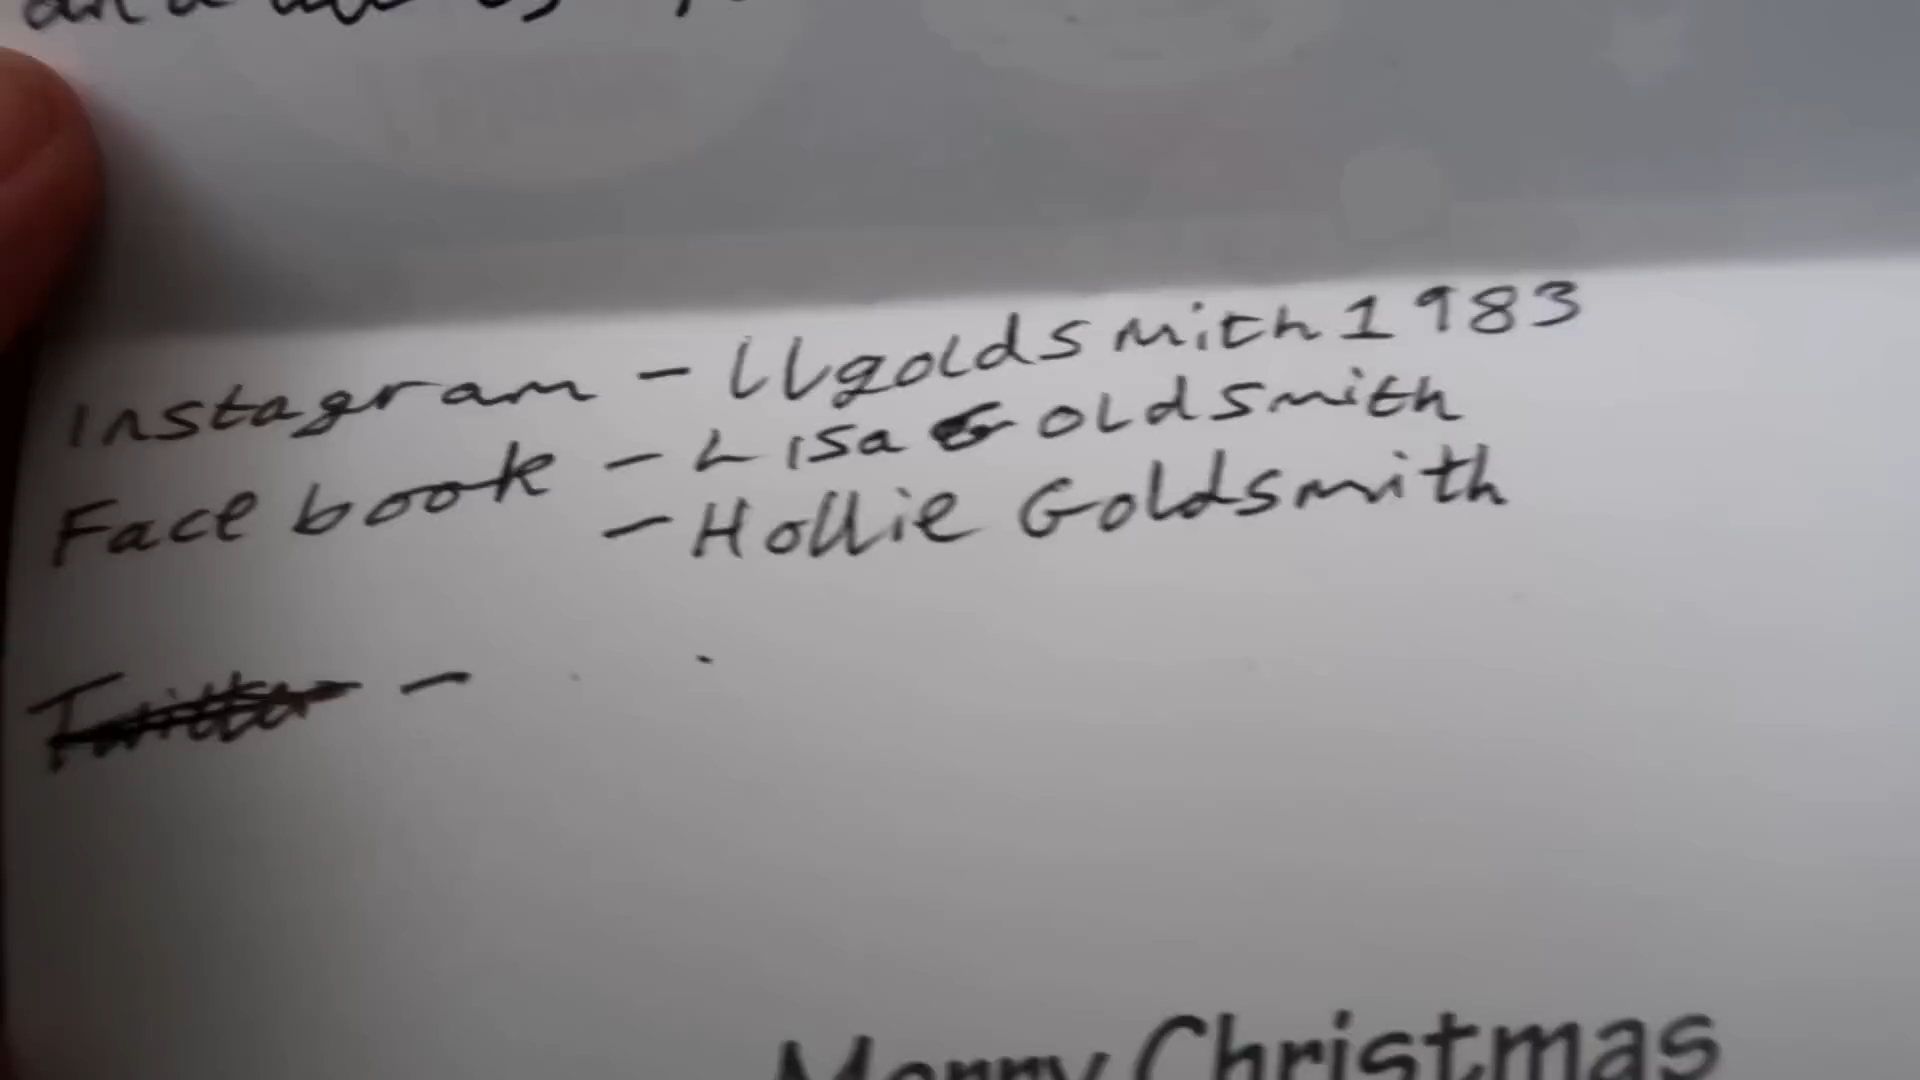 Instagram - llgoldsmith1983
Facebook - Lisa Goldsmith
- Hollie Goldsmith
Twitter -
Merry Christmas